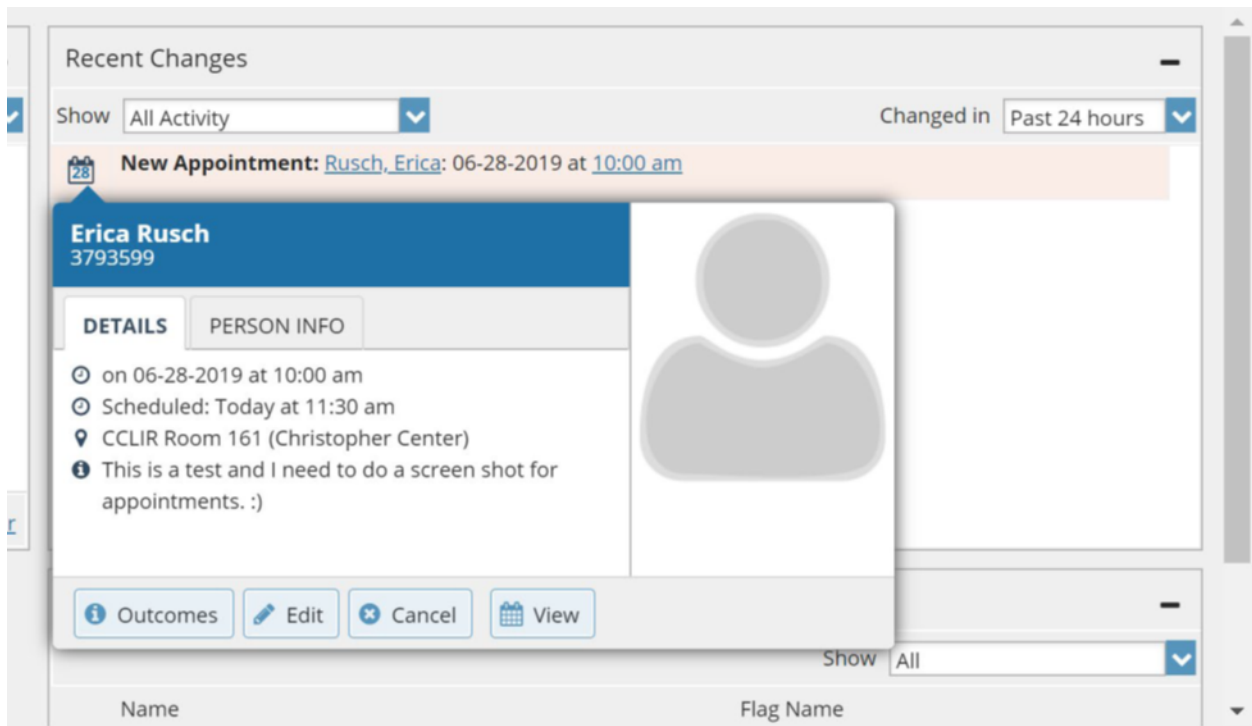 Recent Changes
Show All Activity Changed in Past 24 hours
28 New Appointment: Rusch, Erica: 06-28-2019 at 10:00 am
Erica Rusch
3793599
DETAILS PERSON INFO
on 06-28-2019 at 10:00 am
Scheduled: Today at 11:30 am
CCLIR Room 161 (Christopher Center)
This is a test and I need to do a screen shot for
appointments. :)
r
Outcomes Edit Cancel View
Show All
Name Flag Name